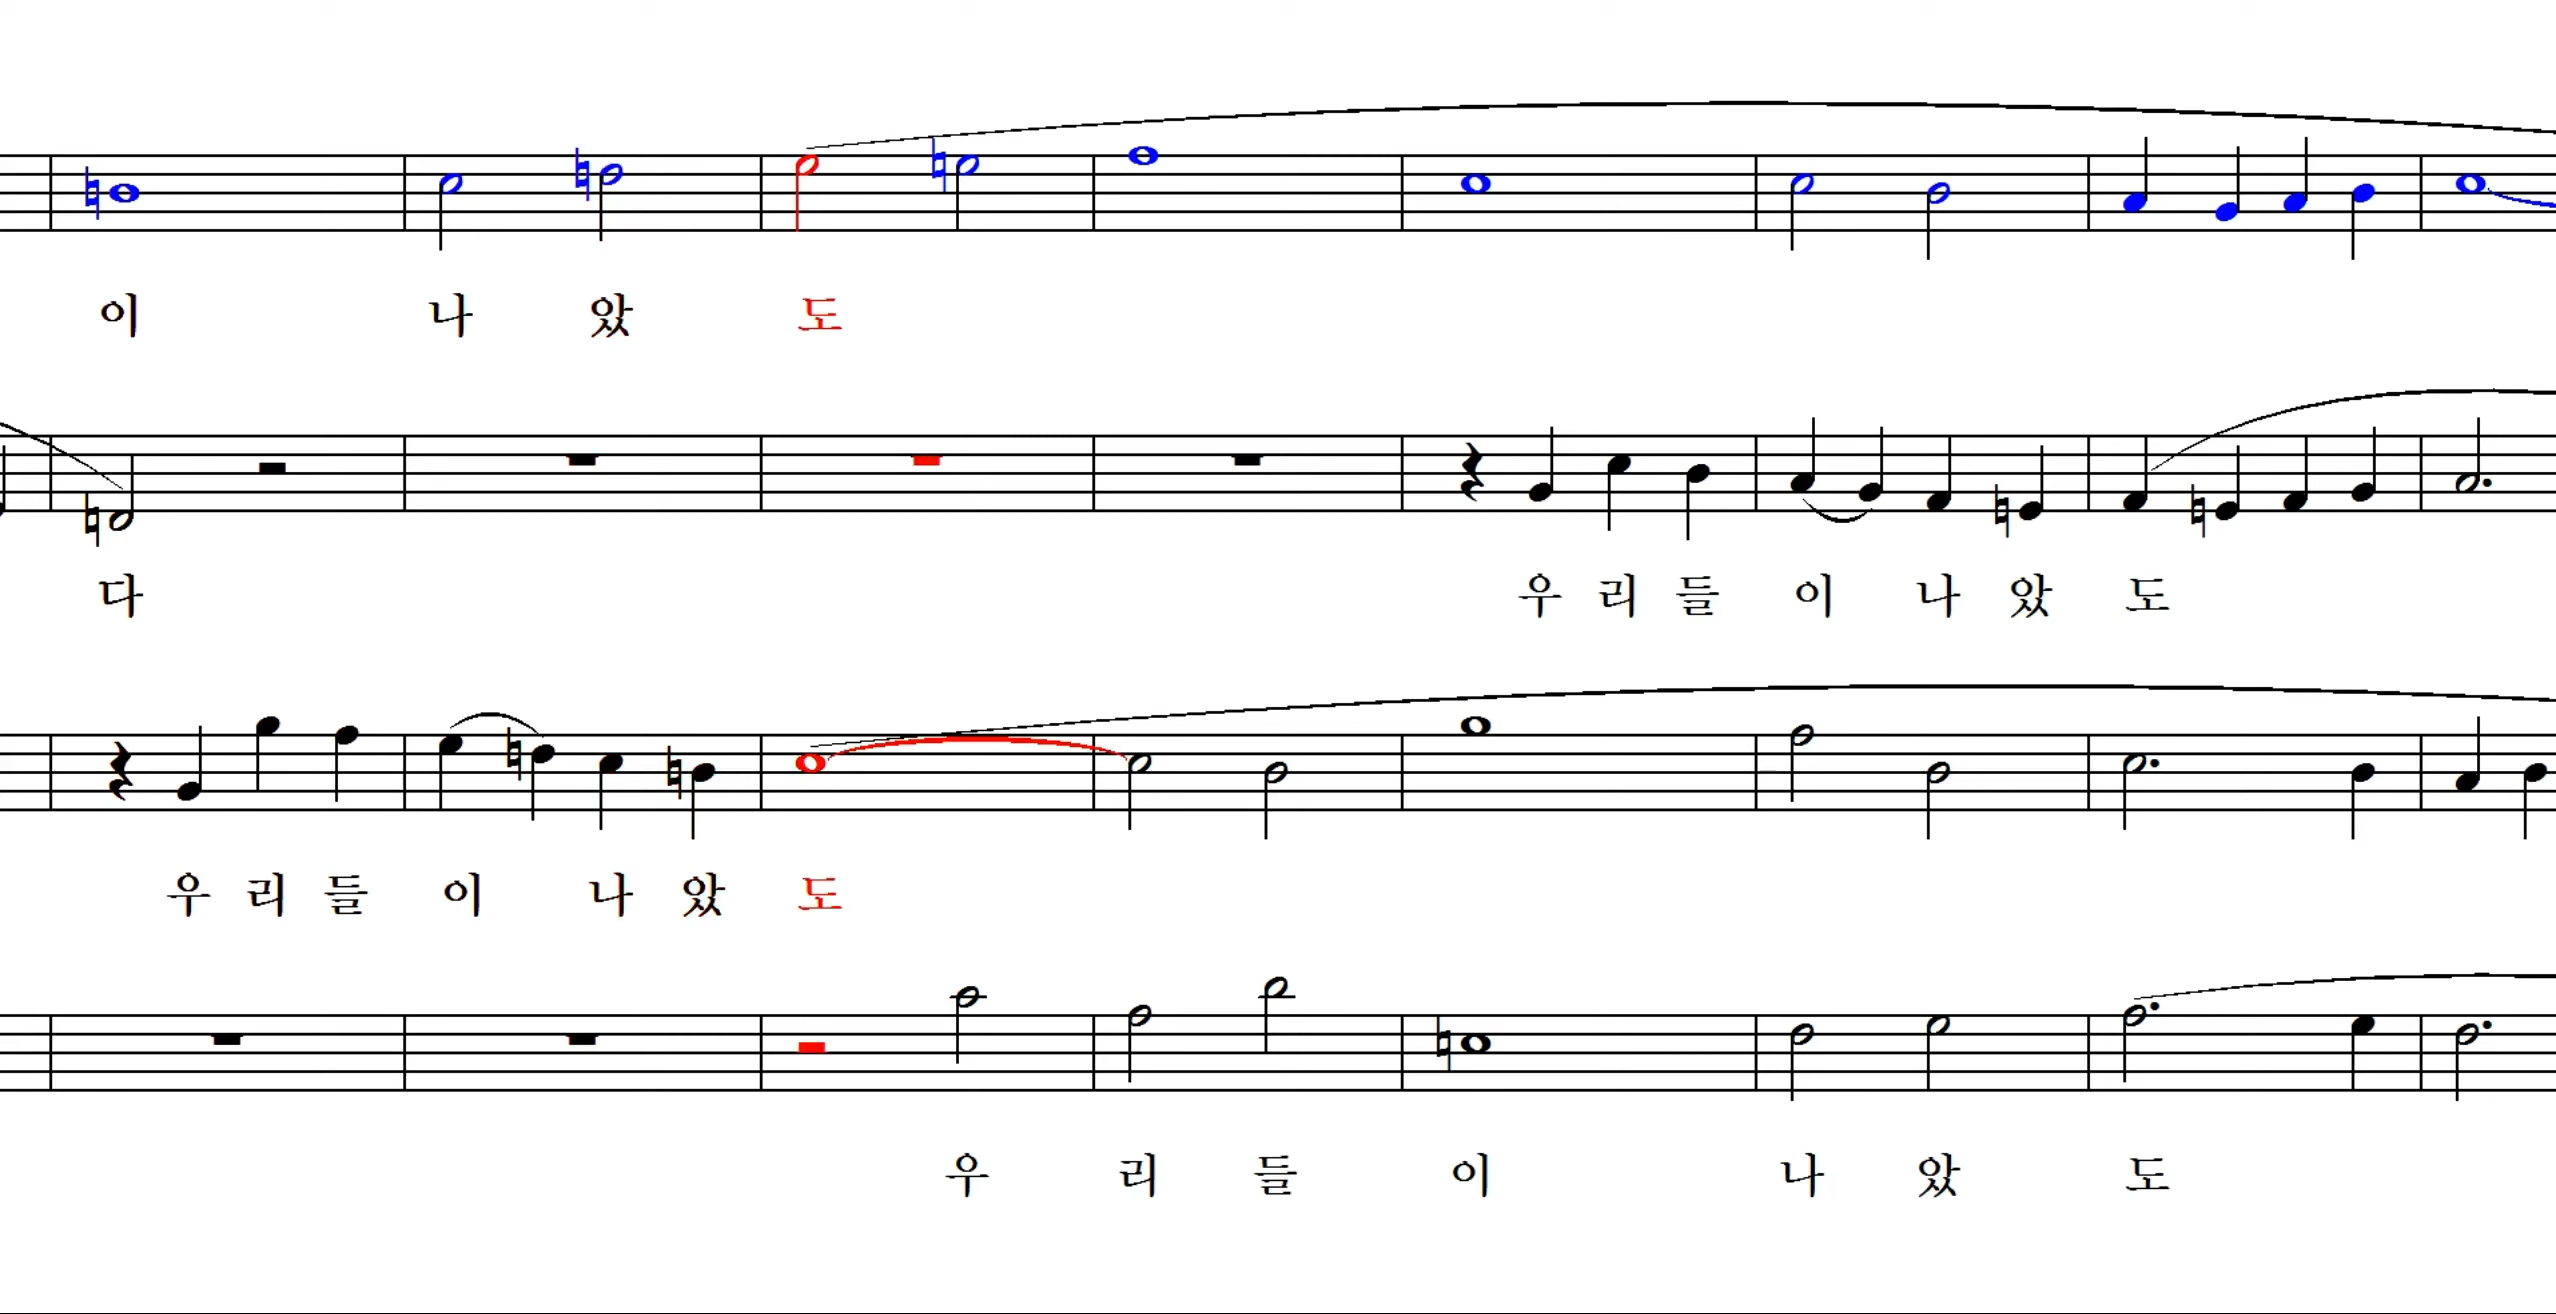 이 나 았 도
다 우 리 들 이 나 았 도
우 리 들 이 나 았 도
우 리 들 이 나 았 도